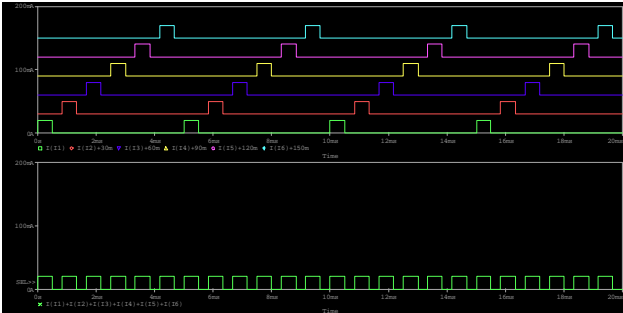 200mA
100mA
0A
0s 2ms 4ms 6ms 8ms 10ms 12ms 14ms 16ms 18ms 20ms
I(I1) I(I2)+30m I(I3)+60m I(I4)+90m I(I5)+120m I(I6)+150m
Time
200mA
100mA
SEL>>
0A
0s 2ms 4ms 6ms 8ms 10ms 12ms 14ms 16ms 18ms 20ms
I(I1)+I(I2)+I(I3)+I(I4)+I(I5)+I(I6)
Time